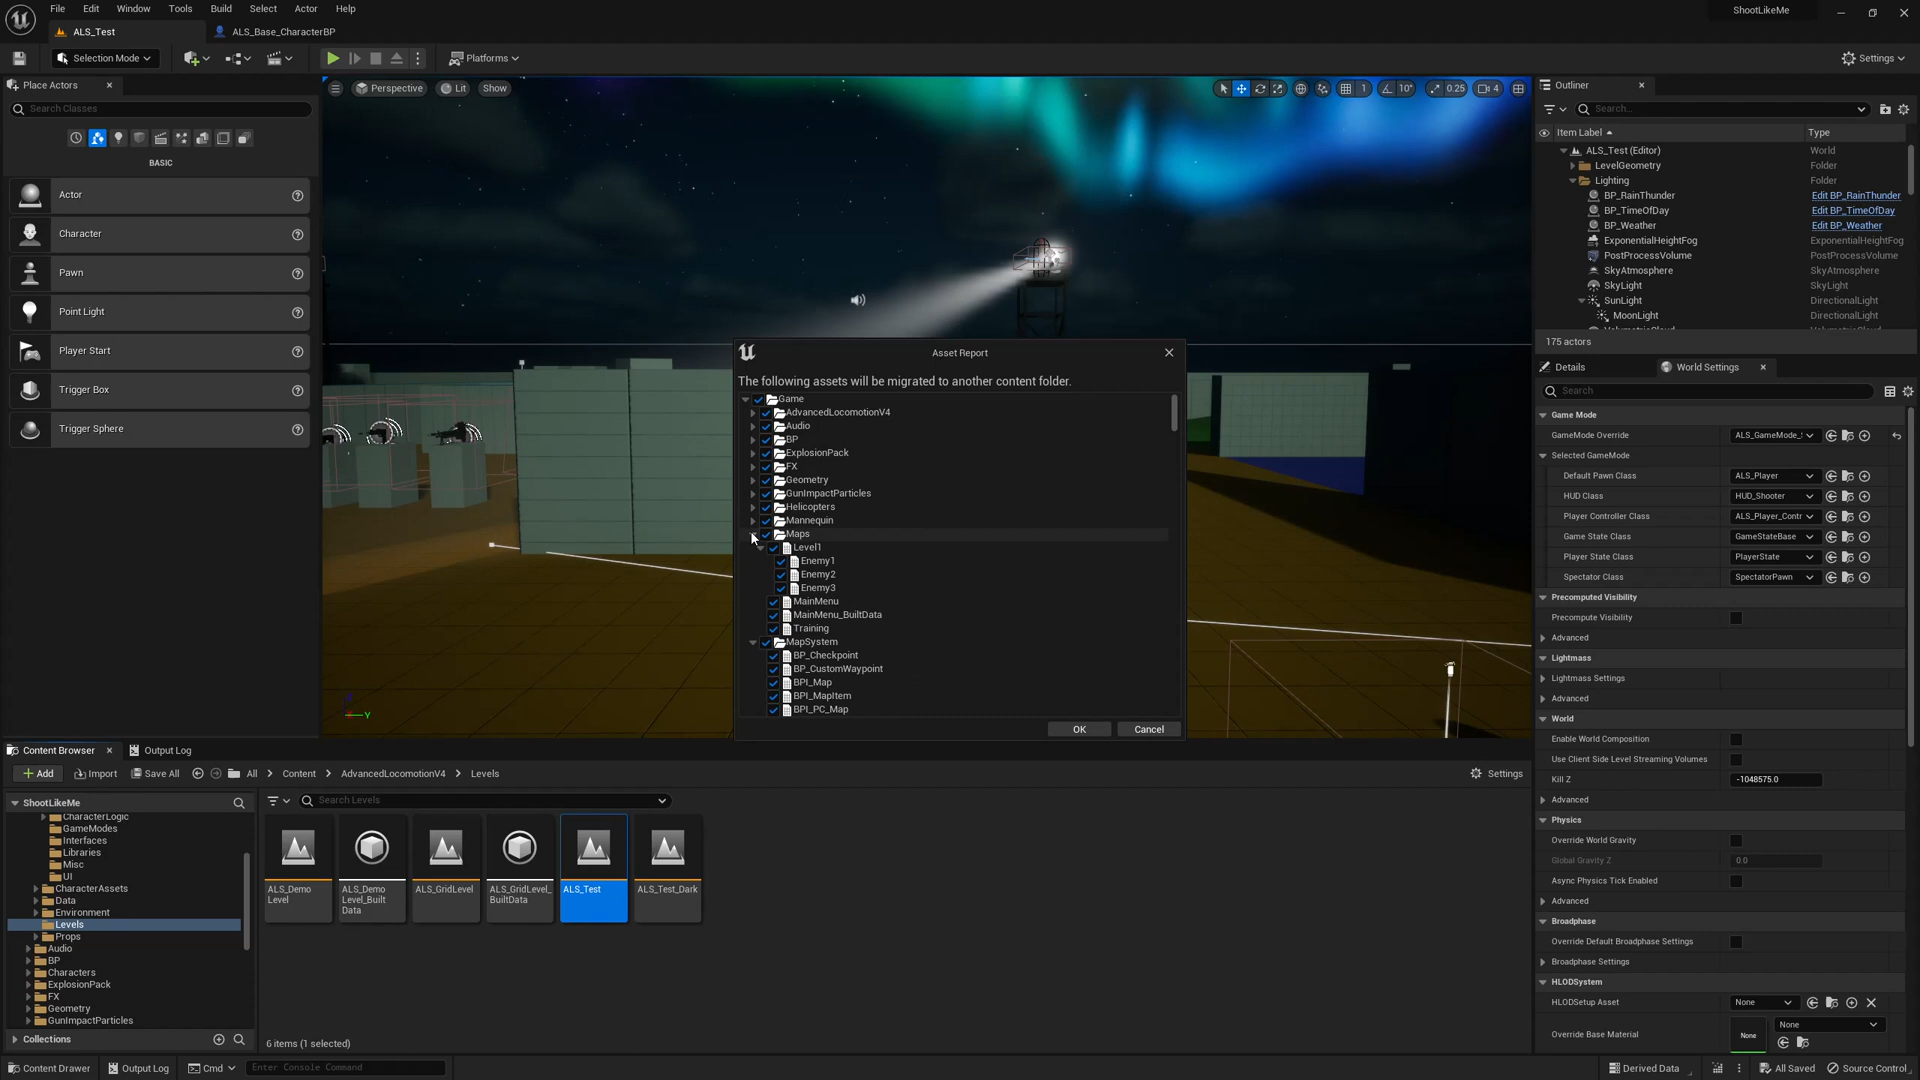 File Edit Window Tools Build Select Actor Help
ShootLikeMe
ALS_Test
ALS_Base_CharacterBP
Selection Mode
Platforms
Settings
Place Actors
Search Classes
BASIC
Actor
Character
Pawn
Point Light
Player Start
Trigger Box
Trigger Sphere
Perspective Lit Show
1 10° 0.25 4
Asset Report
The following assets will be migrated to another content folder.
Game
AdvancedLocomotionV4
Audio
BP
ExplosionPack
FX
Geometry
GunImpactParticles
Helicopters
Mannequin
Maps
Level1
Enemy1
Enemy2
Enemy3
MainMenu
MainMenu_BuiltData
Training
MapSystem
BP_Checkpoint
BP_CustomWaypoint
BPI_Map
BPI_MapItem
BPI_PC_Map
OK Cancel
Y
Outliner
Search...
Item Label Type
ALS_Test (Editor) World
LevelGeometry Folder
Lighting Folder
BP_RainThunder Edit BP_RainThunder
BP_TimeOfDay Edit BP_TimeOfDay
BP_Weather Edit BP_Weather
ExponentialHeightFog ExponentialHeightFog
PostProcessVolume PostProcessVolume
SkyAtmosphere SkyAtmosphere
SkyLight SkyLight
SunLight DirectionalLight
MoonLight DirectionalLight
175 actors
Details World Settings
Search
Game Mode
GameMode Override ALS_GameMode_
Selected GameMode
Default Pawn Class ALS_Player
HUD Class HUD_Shooter
Player Controller Class ALS_Player_Contr
Game State Class GameStateBase
Player State Class PlayerState
Spectator Class SpectatorPawn
Precomputed Visibility
Precompute Visibility
Advanced
Lightmass
Lightmass Settings
Advanced
World
Enable World Composition
Use Client Side Level Streaming Volumes
Kill Z -1048575.0
Advanced
Physics
Override World Gravity
Global Gravity Z 0.0
Async Physics Tick Enabled
Advanced
Broadphase
Override Default Broadphase Settings
Broadphase Settings
HLODSystem
HLODSetup Asset None
Override Base Material None None
Content Browser Output Log
Add Import Save All All Content AdvancedLocomotionV4 Levels Settings
ShootLikeMe
CharacterLogic
GameModes
Interfaces
Libraries
Misc
UI
CharacterAssets
Data
Environment
Levels
Props
Audio
BP
Characters
ExplosionPack
FX
Geometry
GunImpactParticles
Collections
Search Levels
ALS_Demo Level
ALS_Demo Level_Built Data
ALS_GridLevel
ALS_GridLevel_ BuiltData
ALS_Test
ALS_Test_Dark
6 items (1 selected)
Content Drawer Output Log Cmd Enter Console Command Derived Data All Saved Source Control